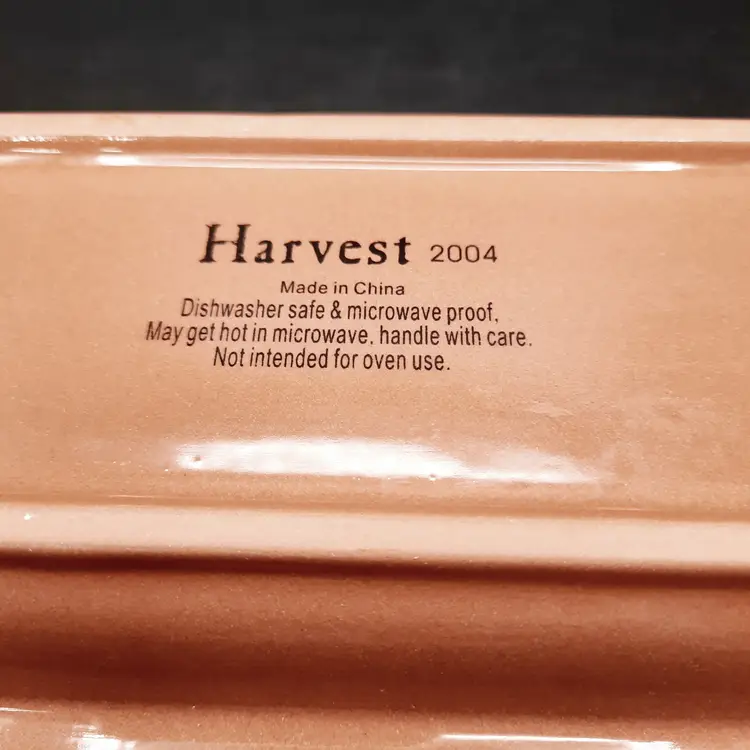 Harvest 2004
Made in China
Dishwasher safe & microwave proof,
May get hot in microwave, handle with care.
Not intended for oven use.